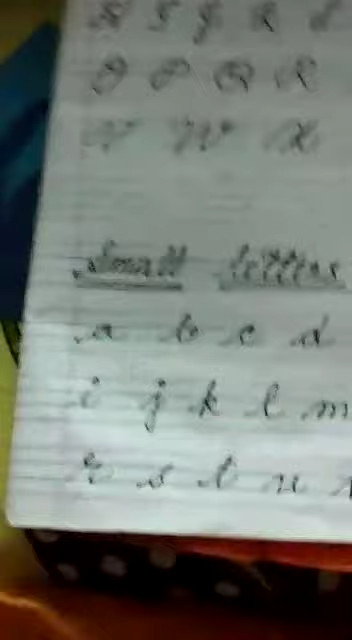 O P Q R
V W X
Small letters
a b c d
i j k l m
r s t u